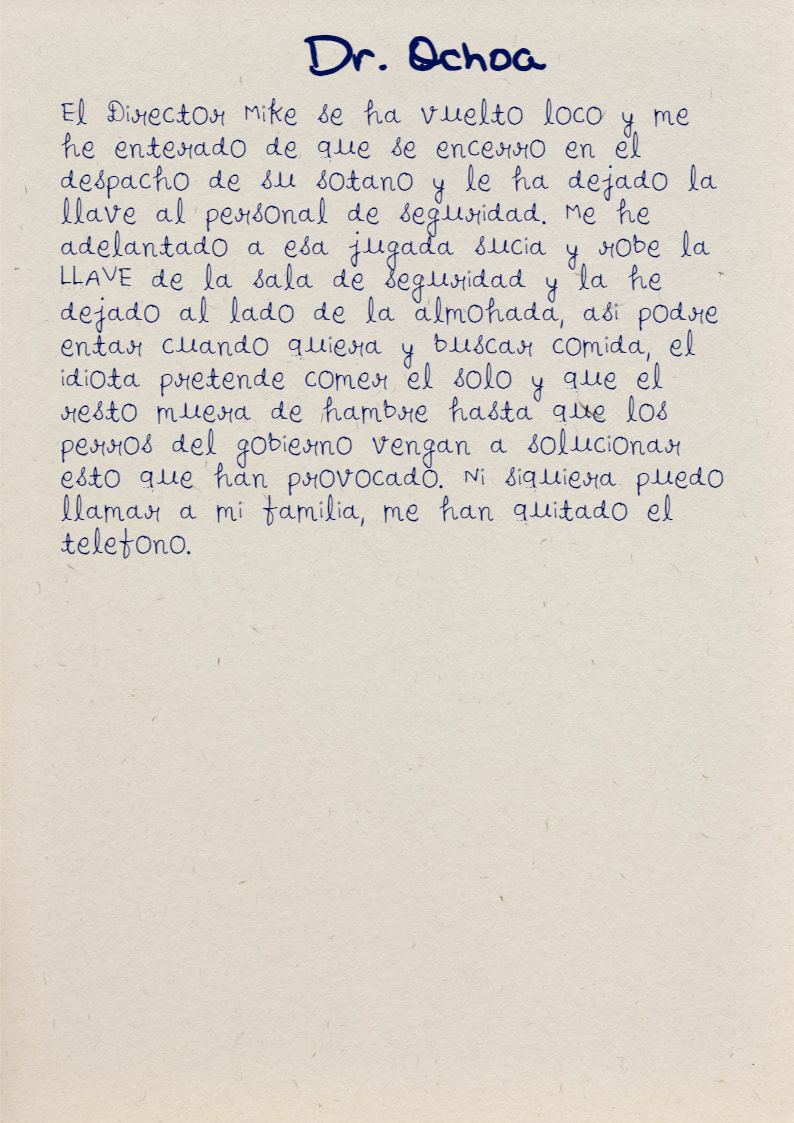 Dr. Ochoa
El Director Mike se ha vuelto loco y me
he enterado de que se encerro en el
despacho de su sotano y le ha dejado la
llave al personal de seguridad. Me he
adelantado a esa jugada sucia y robe la
LLAVE de la sala de seguridad y la he
dejado al lado de la almohada, asi podre
entar cuando quiera y buscar comida, el
idiota pretende comer el solo y que el
resto muera de hambre hasta que los
perros del gobierno vengan a solucionar
esto que han provocado. Ni siquiera puedo
llamar a mi familia, me han quitado el
telefono.